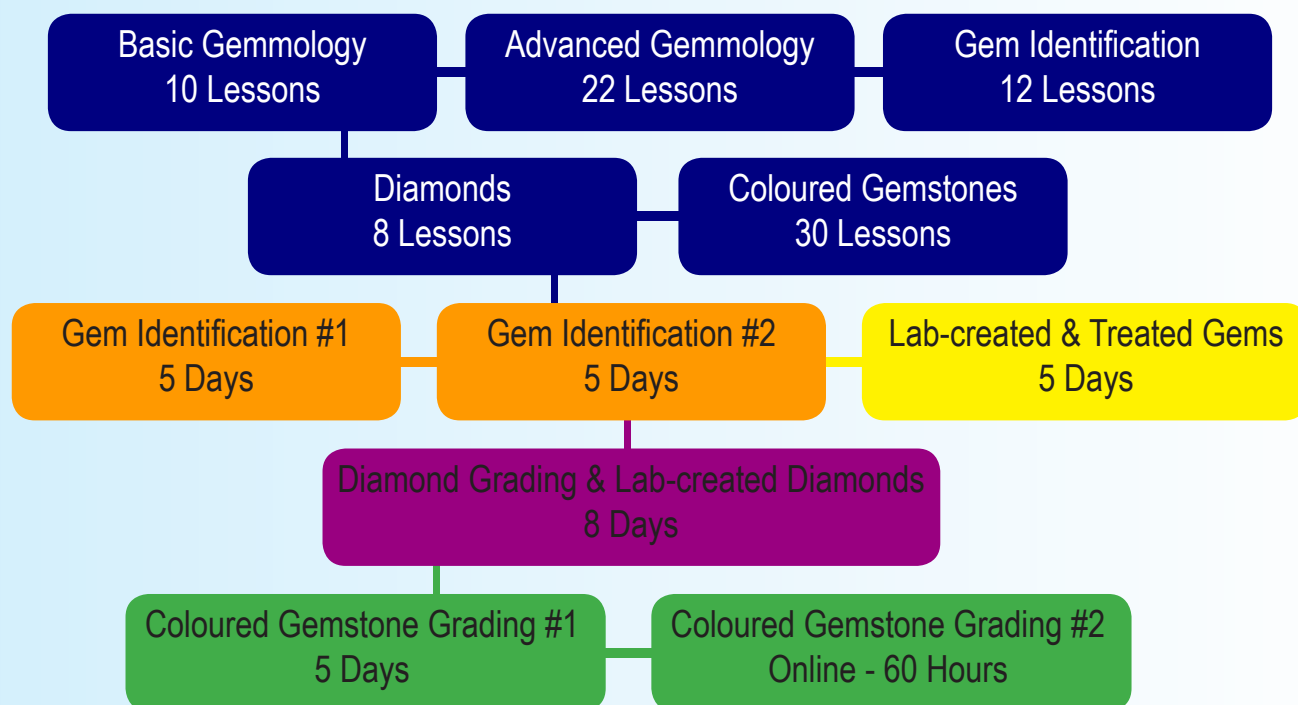 Basic Gemmology
10 Lessons
Advanced Gemmology
22 Lessons
Gem Identification
12 Lessons
Diamonds
8 Lessons
Coloured Gemstones
30 Lessons
Gem Identification #1
5 Days
Gem Identification #2
5 Days
Lab-created & Treated Gems
5 Days
Diamond Grading & Lab-created Diamonds
8 Days
Coloured Gemstone Grading #1
5 Days
Coloured Gemstone Grading #2
Online - 60 Hours